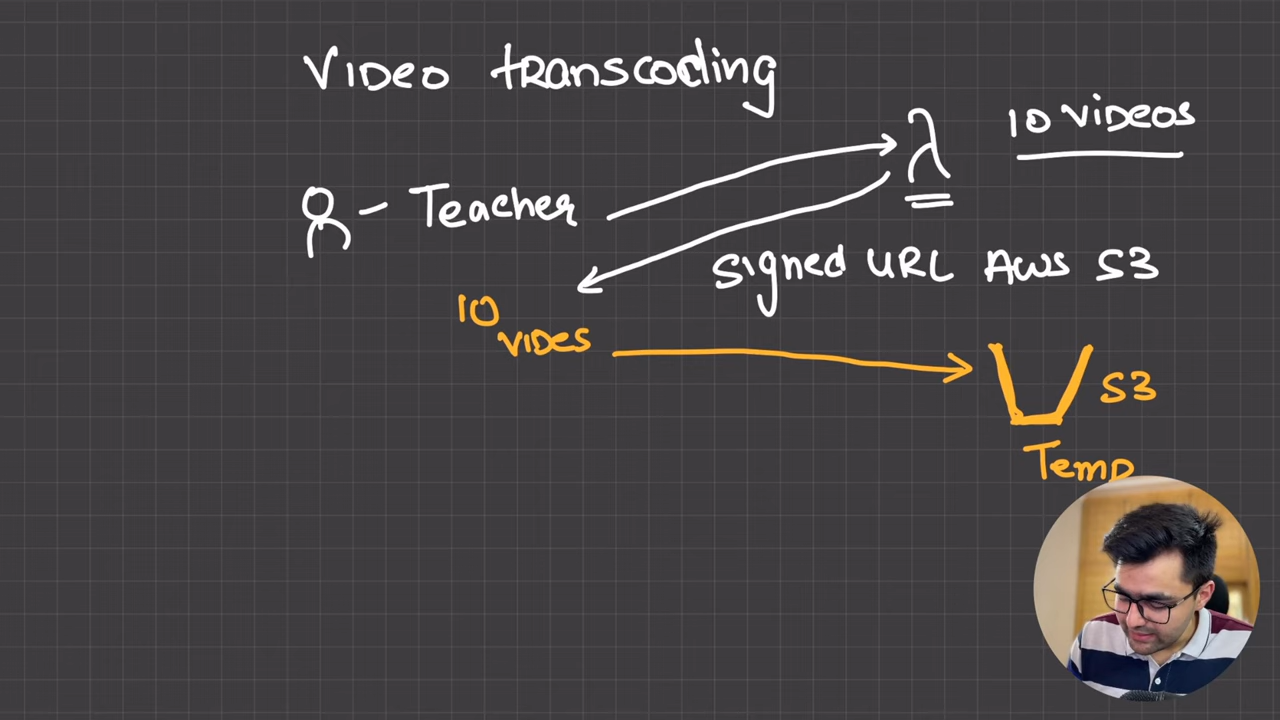 Video transcoding
λ 10 videos
- Teacher
signed URL AWS S3
10
vides
S3
Temp